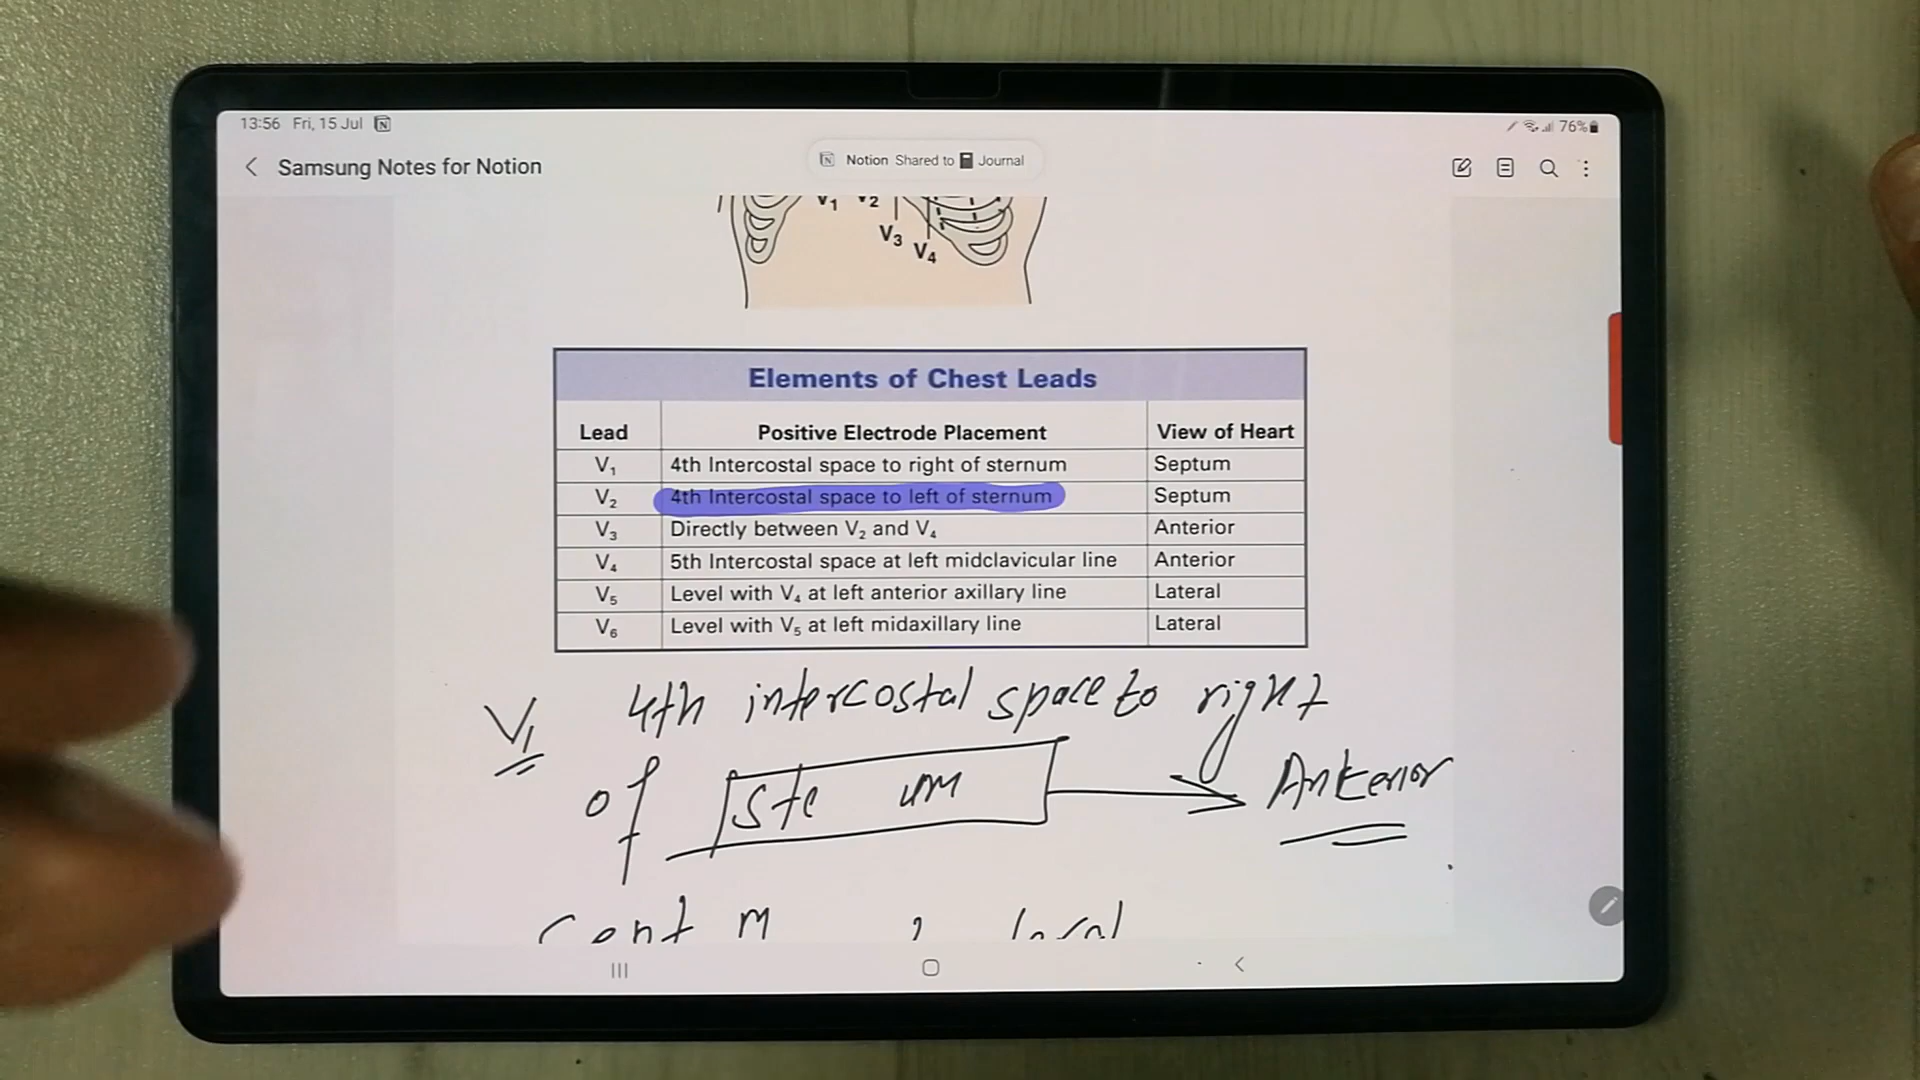 13:56 Fri, 15 Jul
76%
Samsung Notes for Notion
Notion Shared to Journal
V1 V2
V3
V4
Elements of Chest Leads
Lead Positive Electrode Placement View of Heart
V1 4th Intercostal space to right of sternum Septum
V2 4th Intercostal space to left of sternum Septum
V3 Directly between V2 and V4 Anterior
V4 5th Intercostal space at left midclavicular line Anterior
V5 Level with V4 at left anterior axillary line Lateral
V6 Level with V5 at left midaxillary line Lateral
V1 4th intercostal space to right
of Ste um Anterior